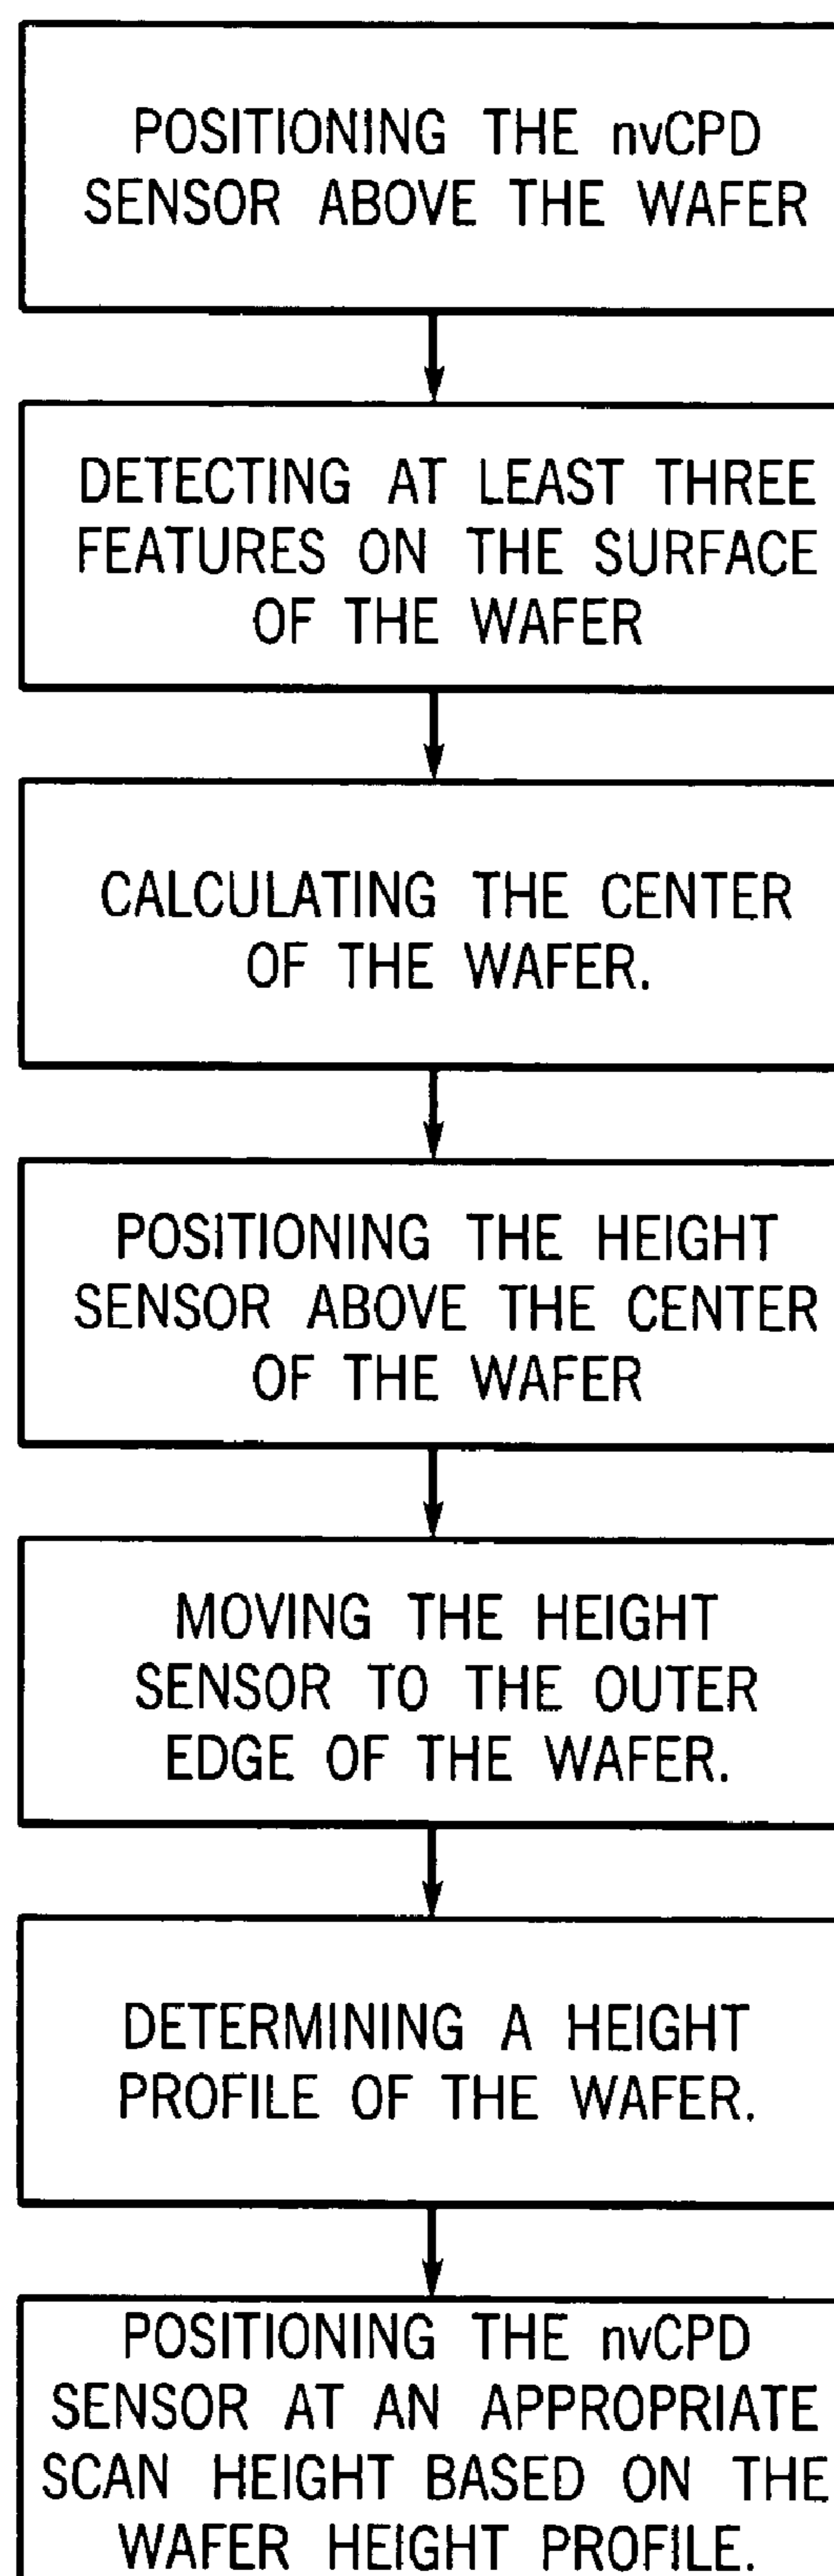 POSITIONING THE nvCPD
SENSOR ABOVE THE WAFER
DETECTING AT LEAST THREE
FEATURES ON THE SURFACE
OF THE WAFER
CALCULATING THE CENTER
OF THE WAFER.
POSITIONING THE HEIGHT
SENSOR ABOVE THE CENTER
OF THE WAFER
MOVING THE HEIGHT
SENSOR TO THE OUTER
EDGE OF THE WAFER.
DETERMINING A HEIGHT
PROFILE OF THE WAFER.
POSITIONING THE nvCPD
SENSOR AT AN APPROPRIATE
SCAN HEIGHT BASED ON THE
WAFER HEIGHT PROFILE.